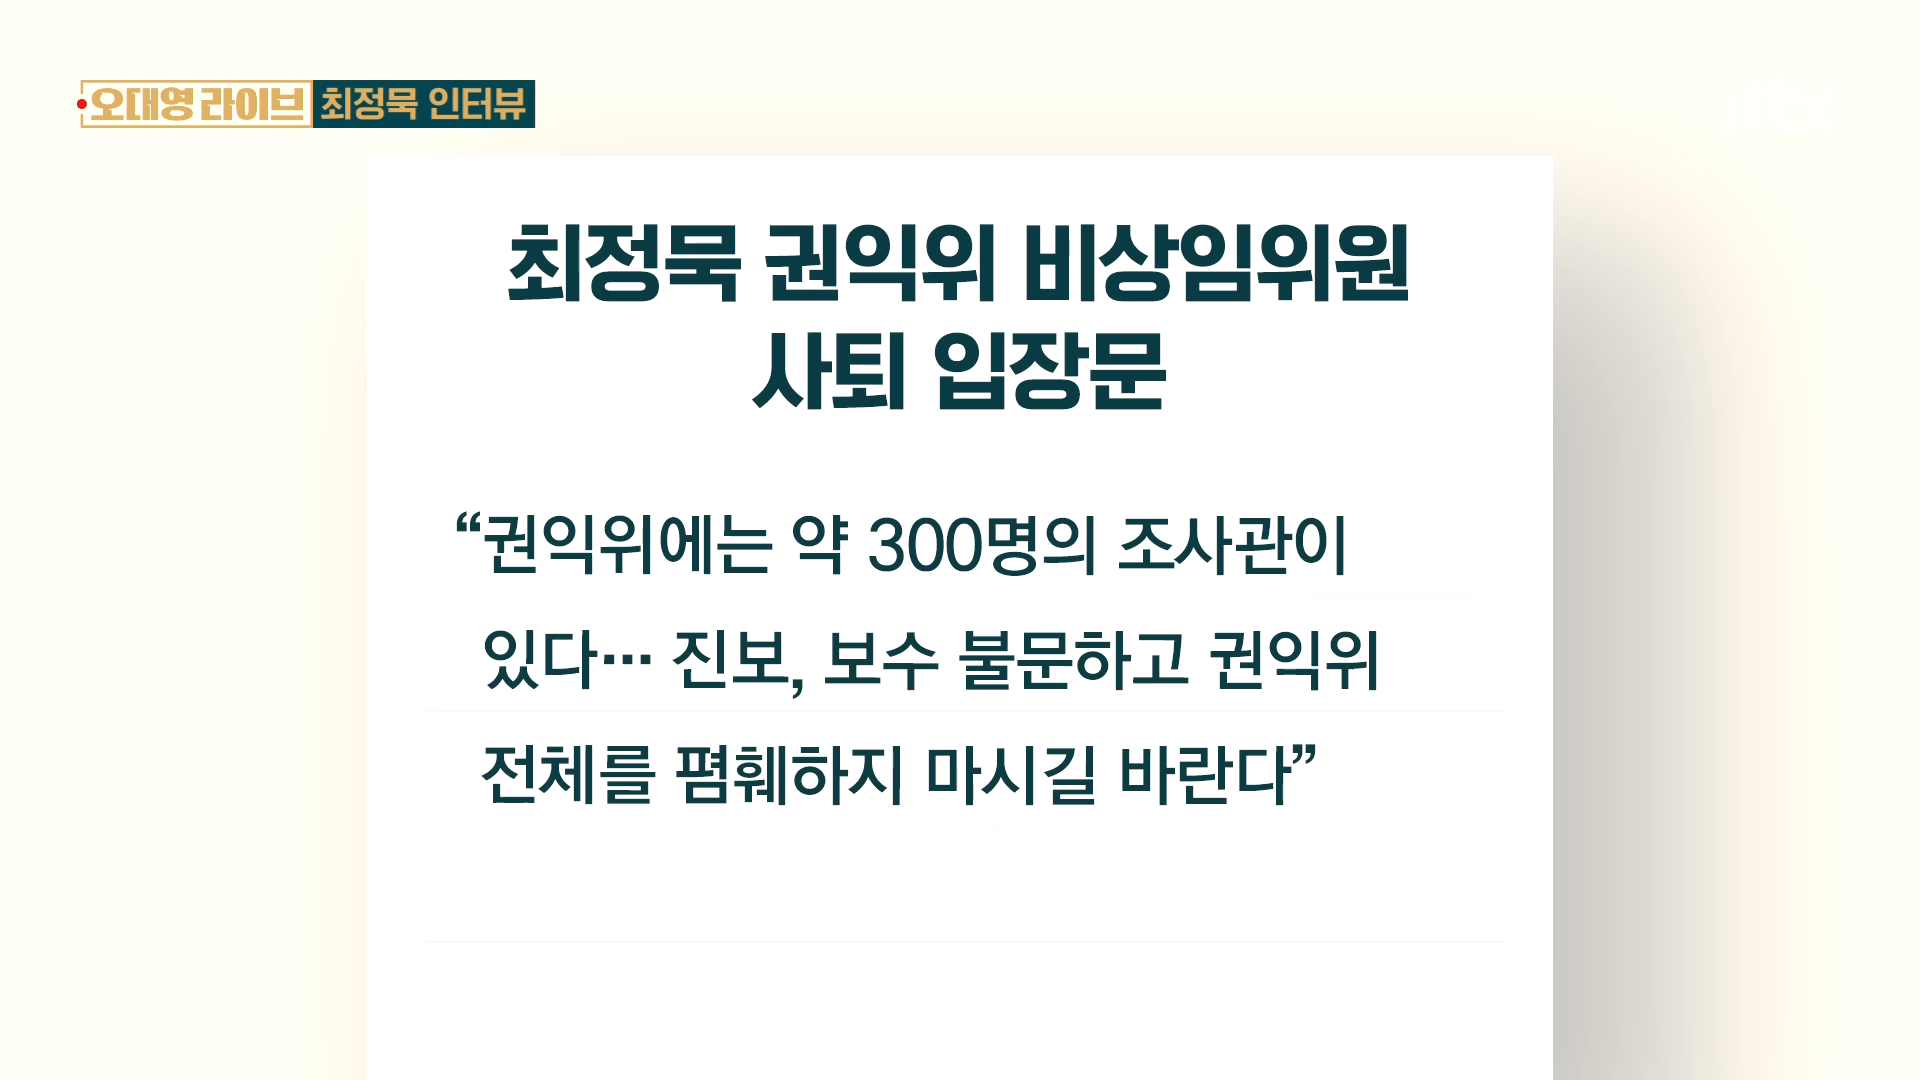 오대영 라이브 최정묵 인터뷰
최정묵 권익위 비상임위원
사퇴 입장문
“권익위에는 약 300명의 조사관이
있다… 진보, 보수 불문하고 권익위
전체를 폄훼하지 마시길 바란다”